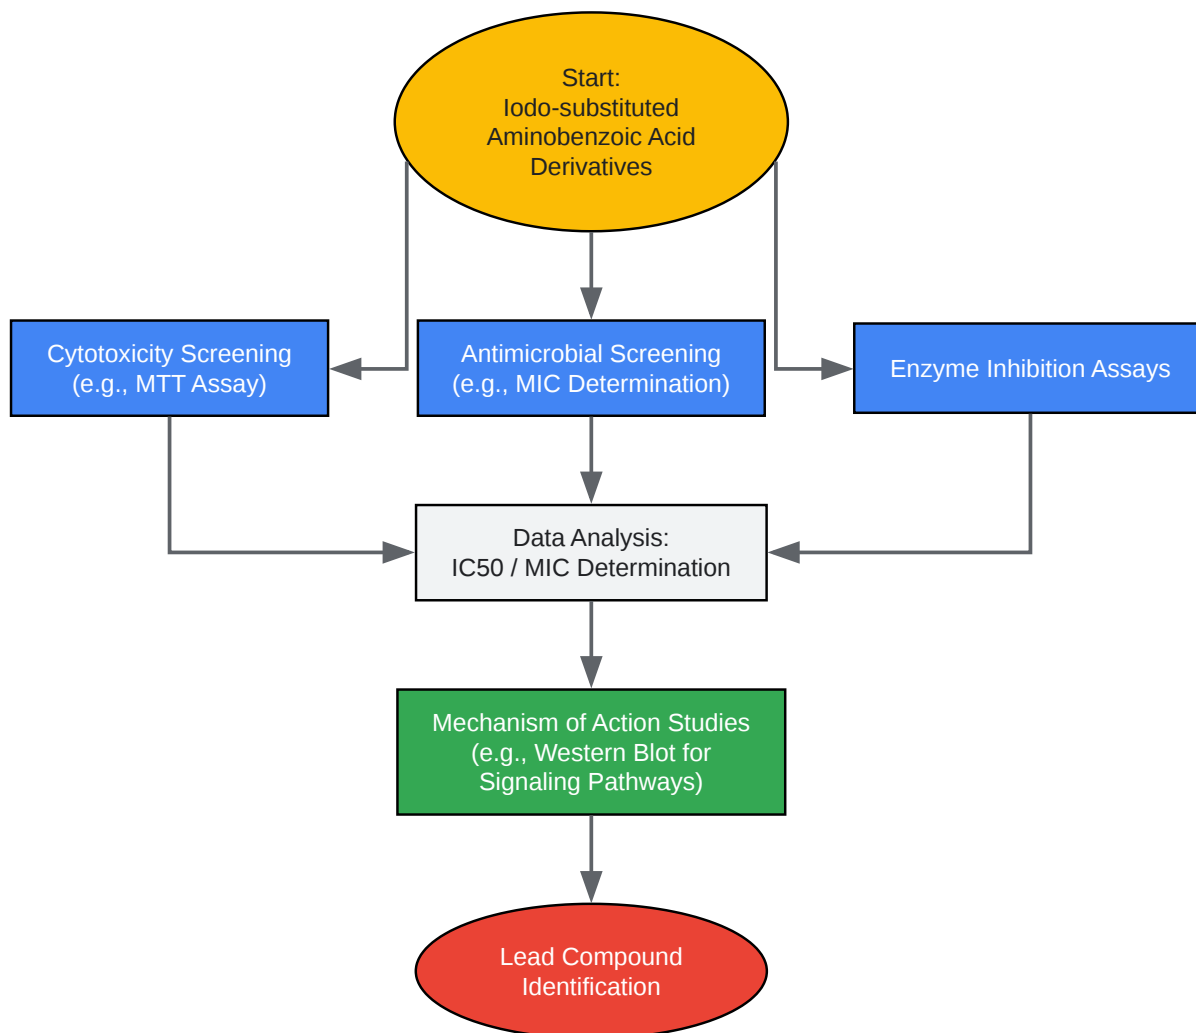 Start:
Iodo-substituted
Aminobenzoic Acid
Derivatives
Cytotoxicity Screening
(e.g., MTT Assay)
Antimicrobial Screening
(e.g., MIC Determination)
Enzyme Inhibition Assays
Data Analysis:
IC50 / MIC Determination
Mechanism of Action Studies
(e.g., Western Blot for
Signaling Pathways)
Lead Compound
Identification